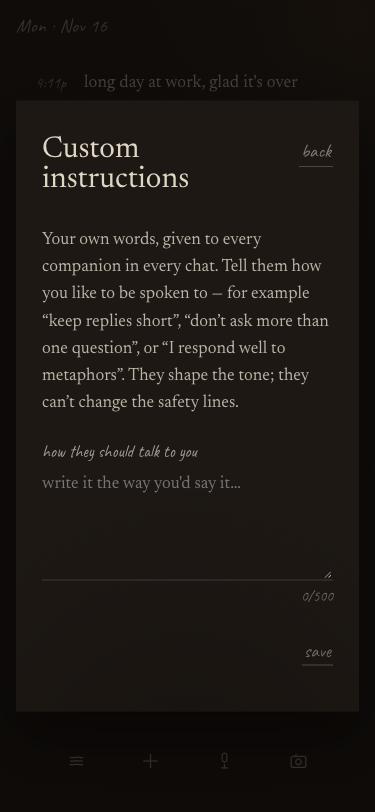 Mon · Nov 16
4:11p long day at work, glad it's over
Custom
instructions
back
Your own words, given to every
companion in every chat. Tell them how
you like to be spoken to — for example
“keep replies short”, “don’t ask more than
one question”, or “I respond well to
metaphors”. They shape the tone; they
can’t change the safety lines.
how they should talk to you
write it the way you'd say it...
0/500
save